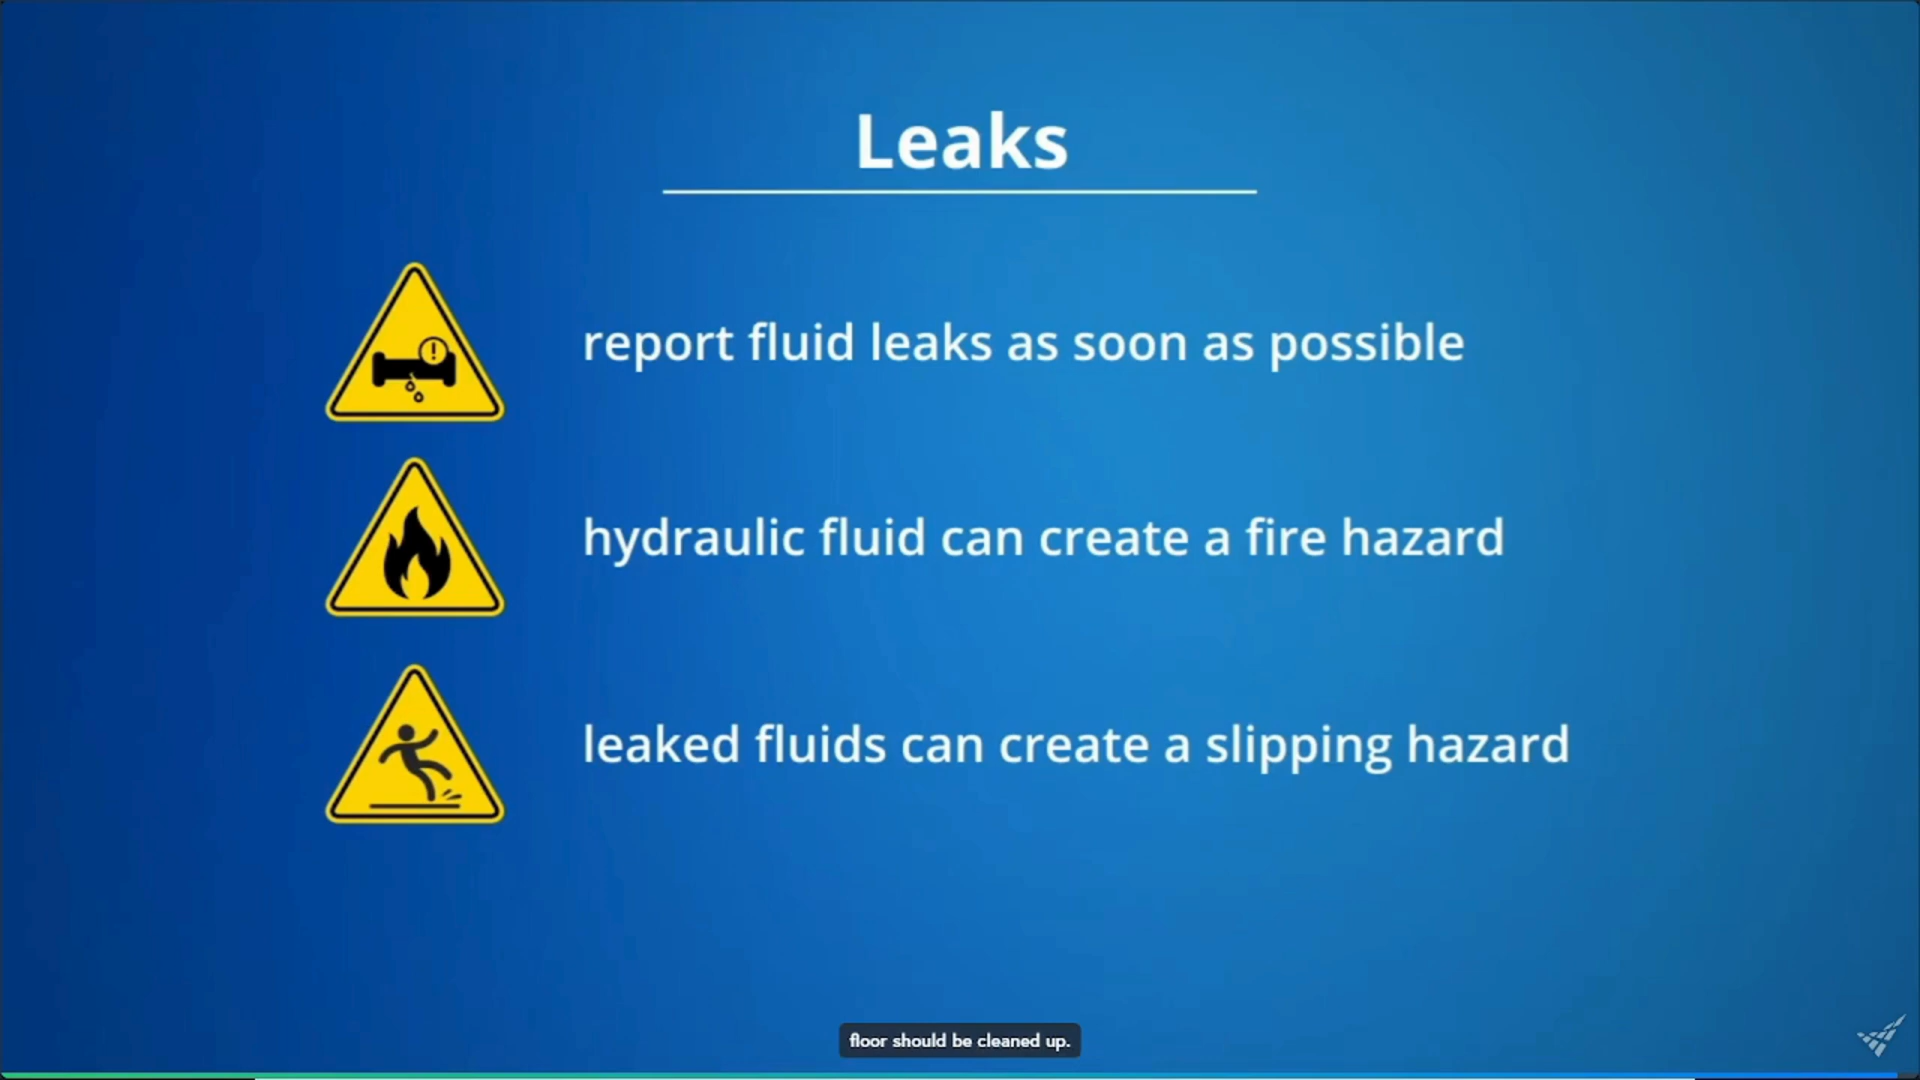 Leaks
report fluid leaks as soon as possible
hydraulic fluid can create a fire hazard
leaked fluids can create a slipping hazard
floor should be cleaned up.